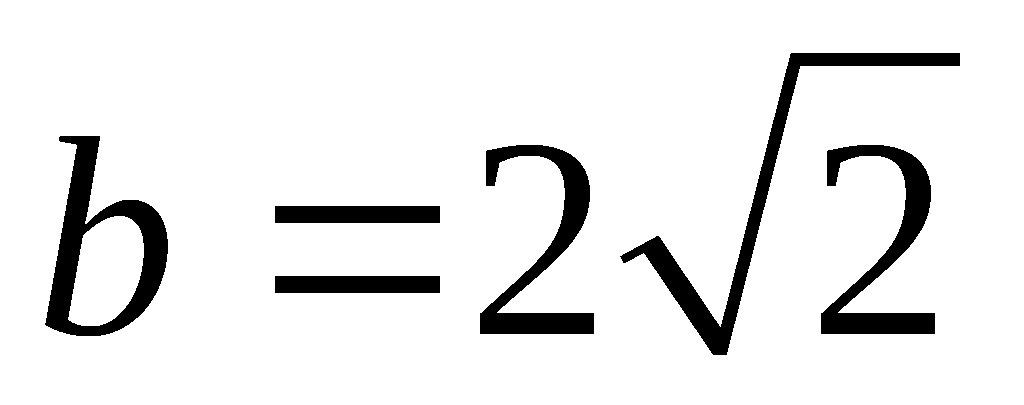 b = 2√2